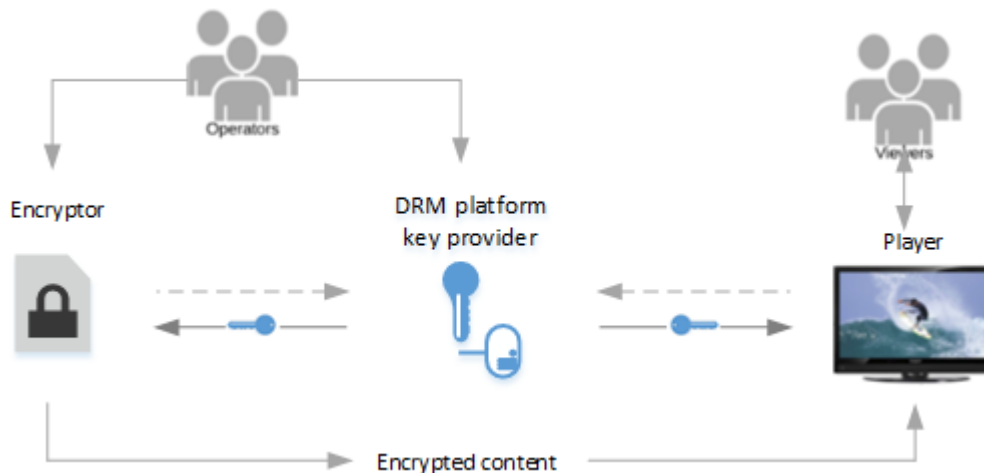 Operators
Viewers
Encryptor
DRM platform
key provider
Player
Encrypted content